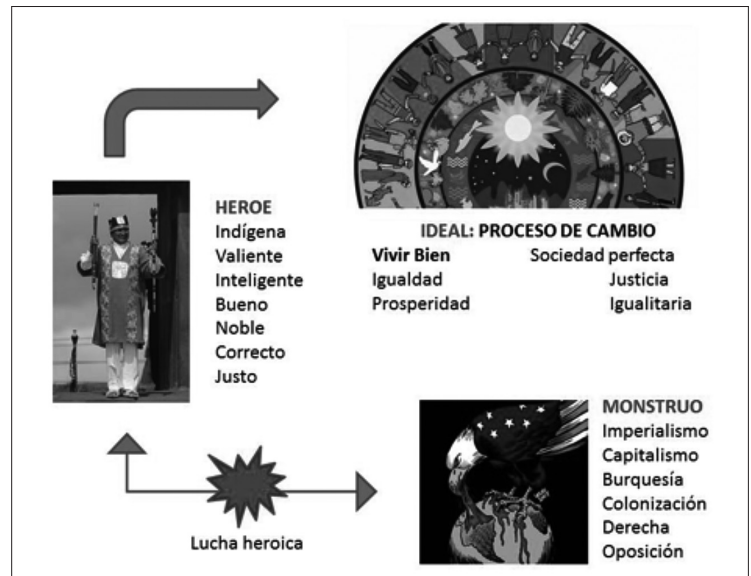 HEROE
Indígena
Valiente
Inteligente
Bueno
Noble
Correcto
Justo
IDEAL: PROCESO DE CAMBIO
Vivir Bien Sociedad perfecta
Igualdad Justicia
Prosperidad Igualitaria
MONSTRUO
Imperialismo
Capitalismo
Burquesía
Colonización
Derecha
Oposición
Lucha heroica